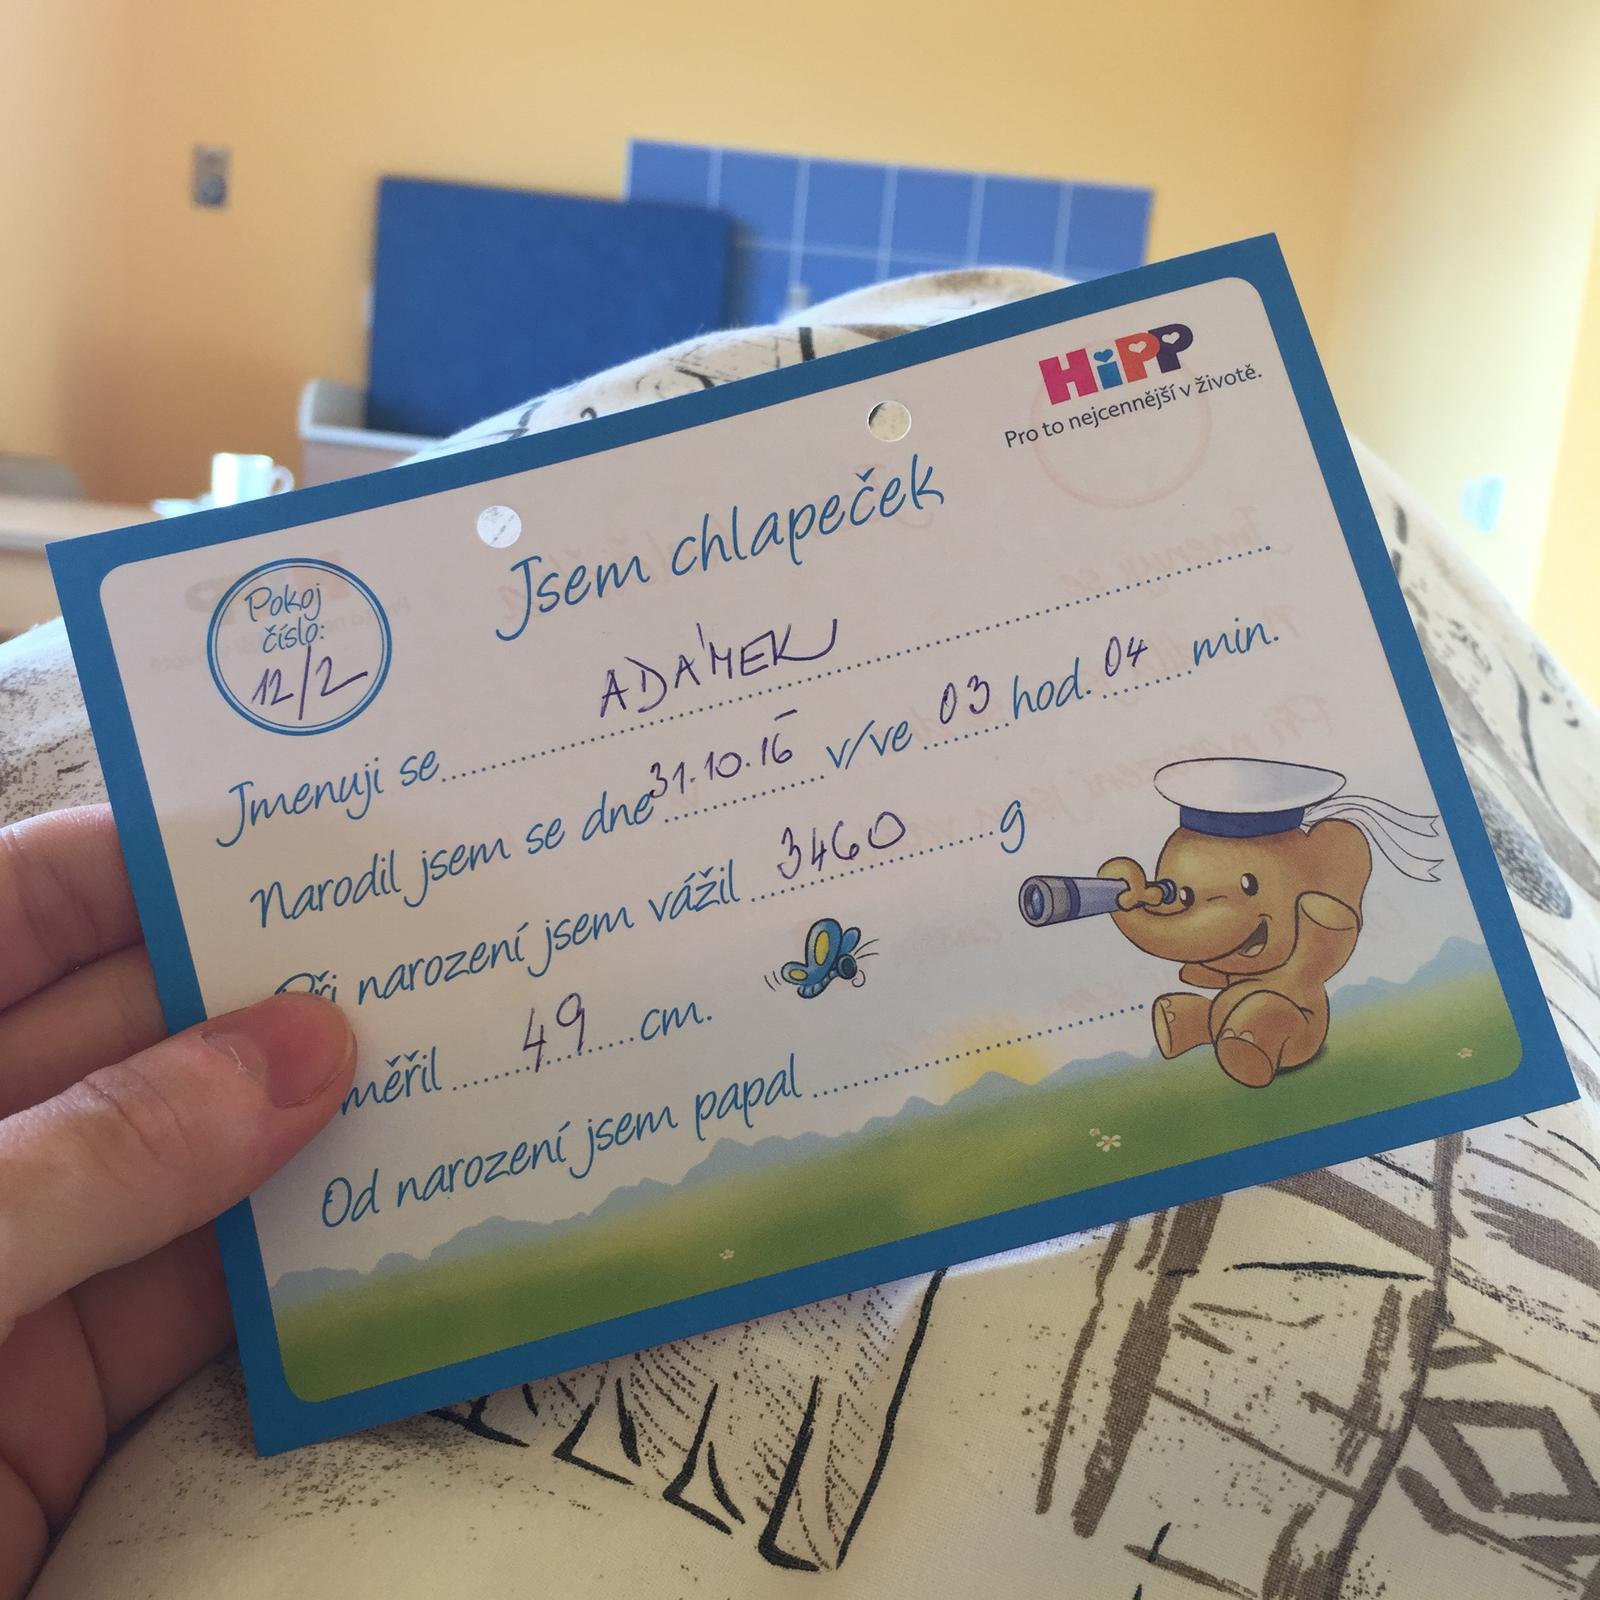 HiPP
Pro to nejcennější v životě.
Jsem chlapeček
Pokoj
číslo:
12/2
Jmenuji se ADÁMEK
Narodil jsem se dne 31.10.16 v/ve 03 hod. 04 min.
Při narození jsem vážil 3460 g
měřil 49 cm.
Od narození jsem papal